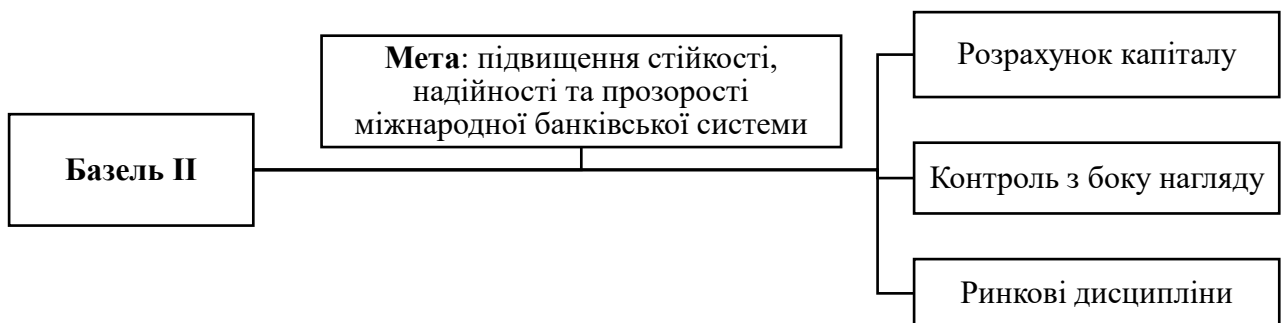 Базель II
Мета: підвищення стійкості,
надійності та прозорості
міжнародної банківської системи
Розрахунок капіталу
Контроль з боку нагляду
Ринкові дисципліни